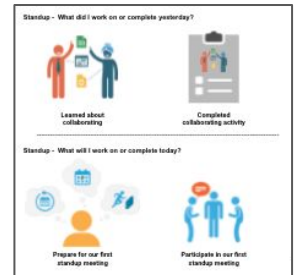 Standup - What did I work on or complete yesterday?
Learned about
collaborating
Completed
collaborating activity
Standup - What will I work on or complete today?
Prepare for our first
standup meeting
Participate in our first
standup meeting